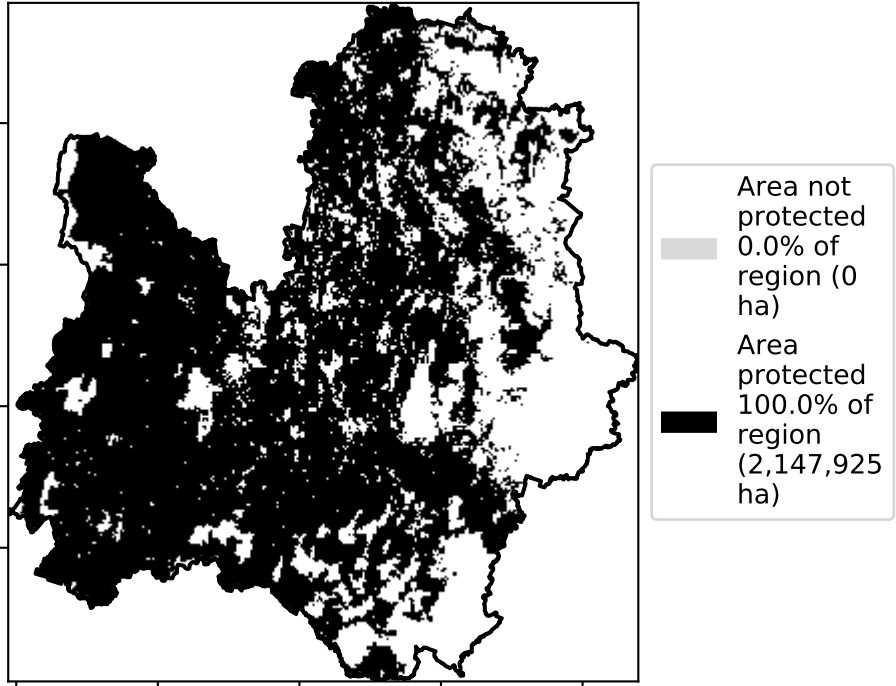 Area not
protected
0.0% of
region (0
ha)
Area
protected
100.0% of
region
(2,147,925
ha)